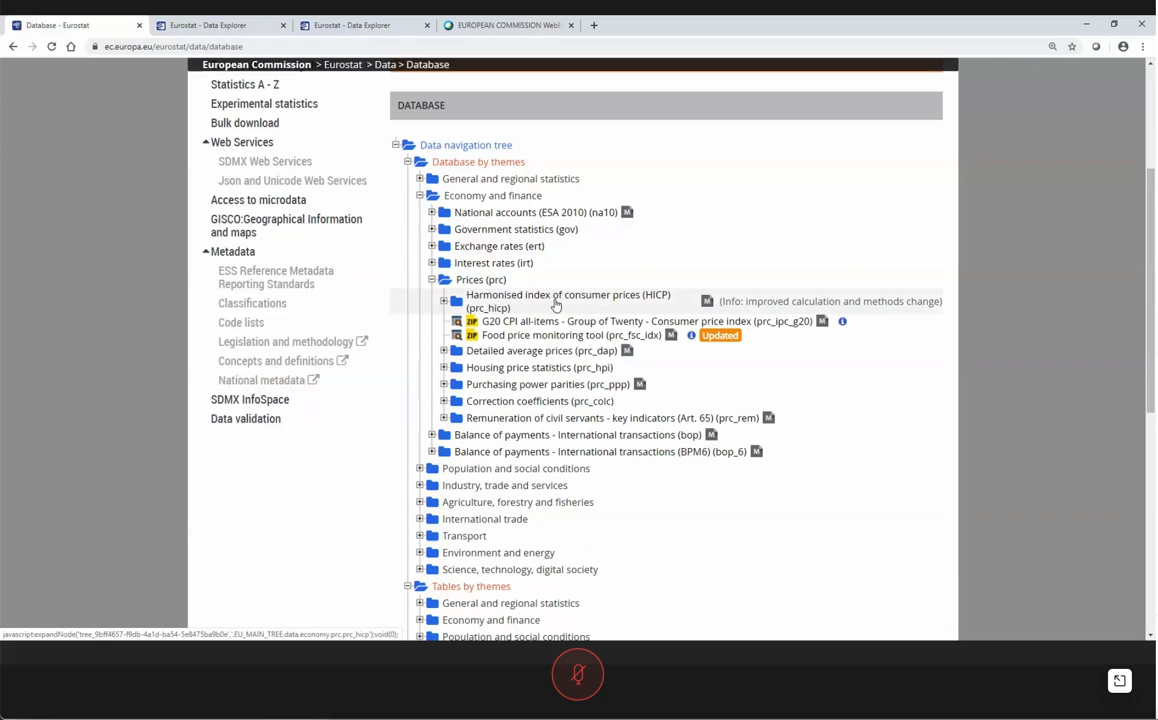 Database - Eurostat
Eurostat - Data Explorer
Eurostat - Data Explorer
EUROPEAN COMMISSION Webl
ec.europa.eu/eurostat/data/database
European Commission > Eurostat > Data > Database
Statistics A - Z
Experimental statistics
Bulk download
Web Services
SDMX Web Services
Json and Unicode Web Services
Access to microdata
GISCO:Geographical Information
and maps
Metadata
ESS Reference Metadata
Reporting Standards
Classifications
Code lists
Legislation and methodology
Concepts and definitions
National metadata
SDMX InfoSpace
Data validation
DATABASE
Data navigation tree
Database by themes
General and regional statistics
Economy and finance
National accounts (ESA 2010) (na10) M
Government statistics (gov)
Exchange rates (ert)
Interest rates (irt)
Prices (prc)
Harmonised index of consumer prices (HICP)
(prc_hicp) M (Info: improved calculation and methods change)
ZIP G20 CPI all-items - Group of Twenty - Consumer price index (prc_ipc_g20) M i
ZIP Food price monitoring tool (prc_fsc_idx) M i Updated
Detailed average prices (prc_dap) M
Housing price statistics (prc_hpi)
Purchasing power parities (prc_ppp) M
Correction coefficients (prc_colc)
Remuneration of civil servants - key indicators (Art. 65) (prc_rem) M
Balance of payments - International transactions (bop) M
Balance of payments - International transactions (BPM6) (bop_6) M
Population and social conditions
Industry, trade and services
Agriculture, forestry and fisheries
International trade
Transport
Environment and energy
Science, technology, digital society
Tables by themes
General and regional statistics
Economy and finance
Population and social conditions